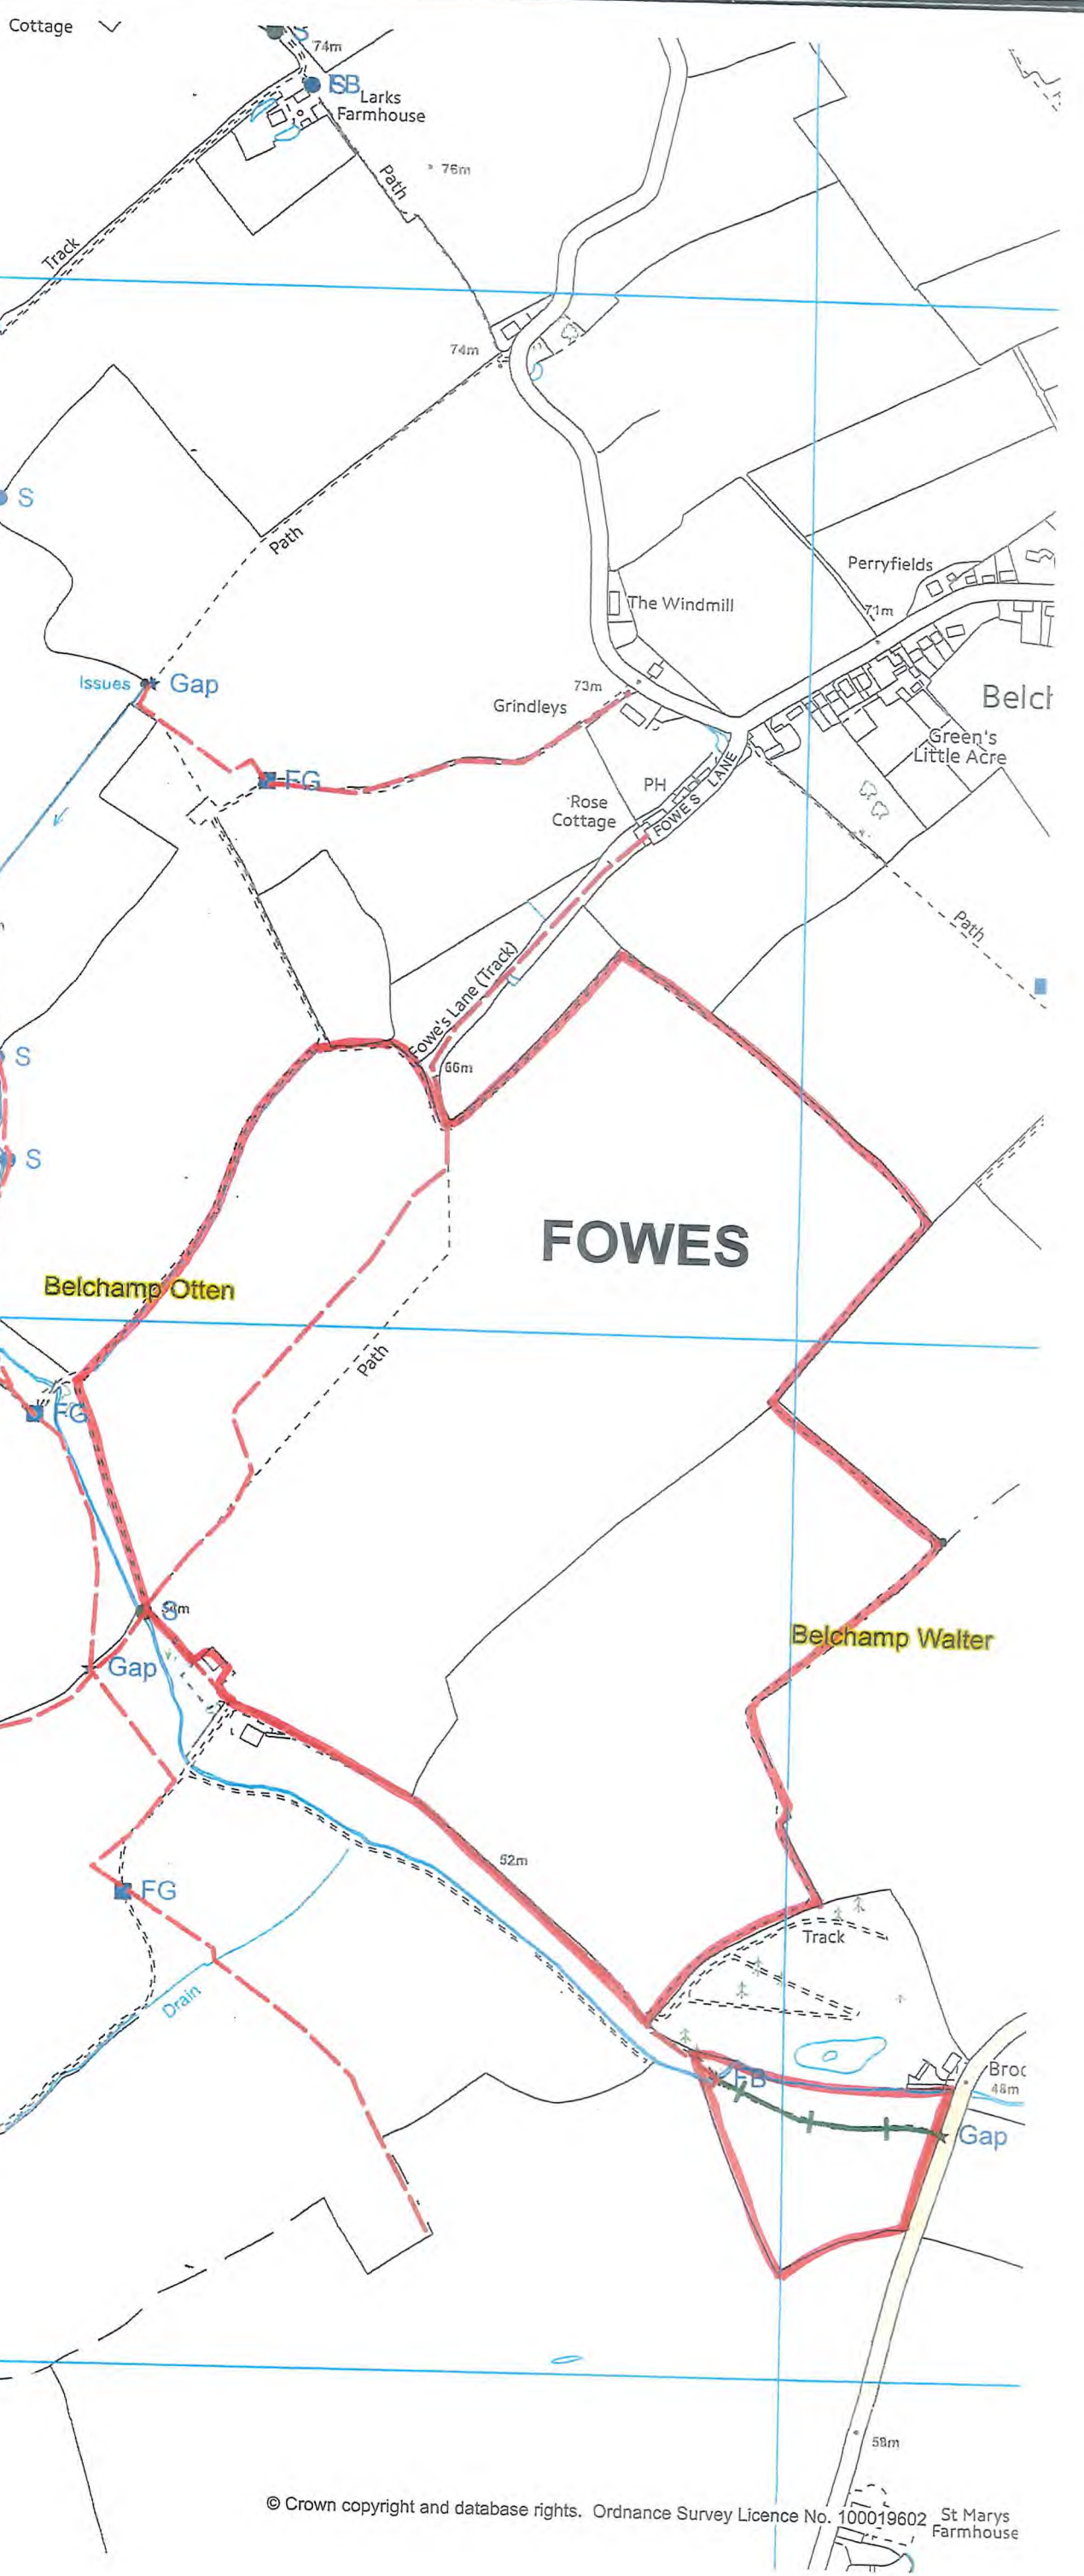 Cottage
S
74m
Larks
Farmhouse
76m
Path
Track
74m
S
Path
Perryfields
The Windmill
71m
Issues
Gap
73m
Grindleys
Belch
Green's
Little Acre
FG
PH
Rose
Cottage
FOWE'S LANE
Path
Fowe's Lane (Track)
S
66m
S
FOWES
Belchamp Otten
Path
FG
S
Belchamp Walter
Gap
52m
FG
Track
Drain
FB
Broo
48m
Gap
58m
© Crown copyright and database rights. Ordnance Survey Licence No. 100019602
St Marys
Farmhouse